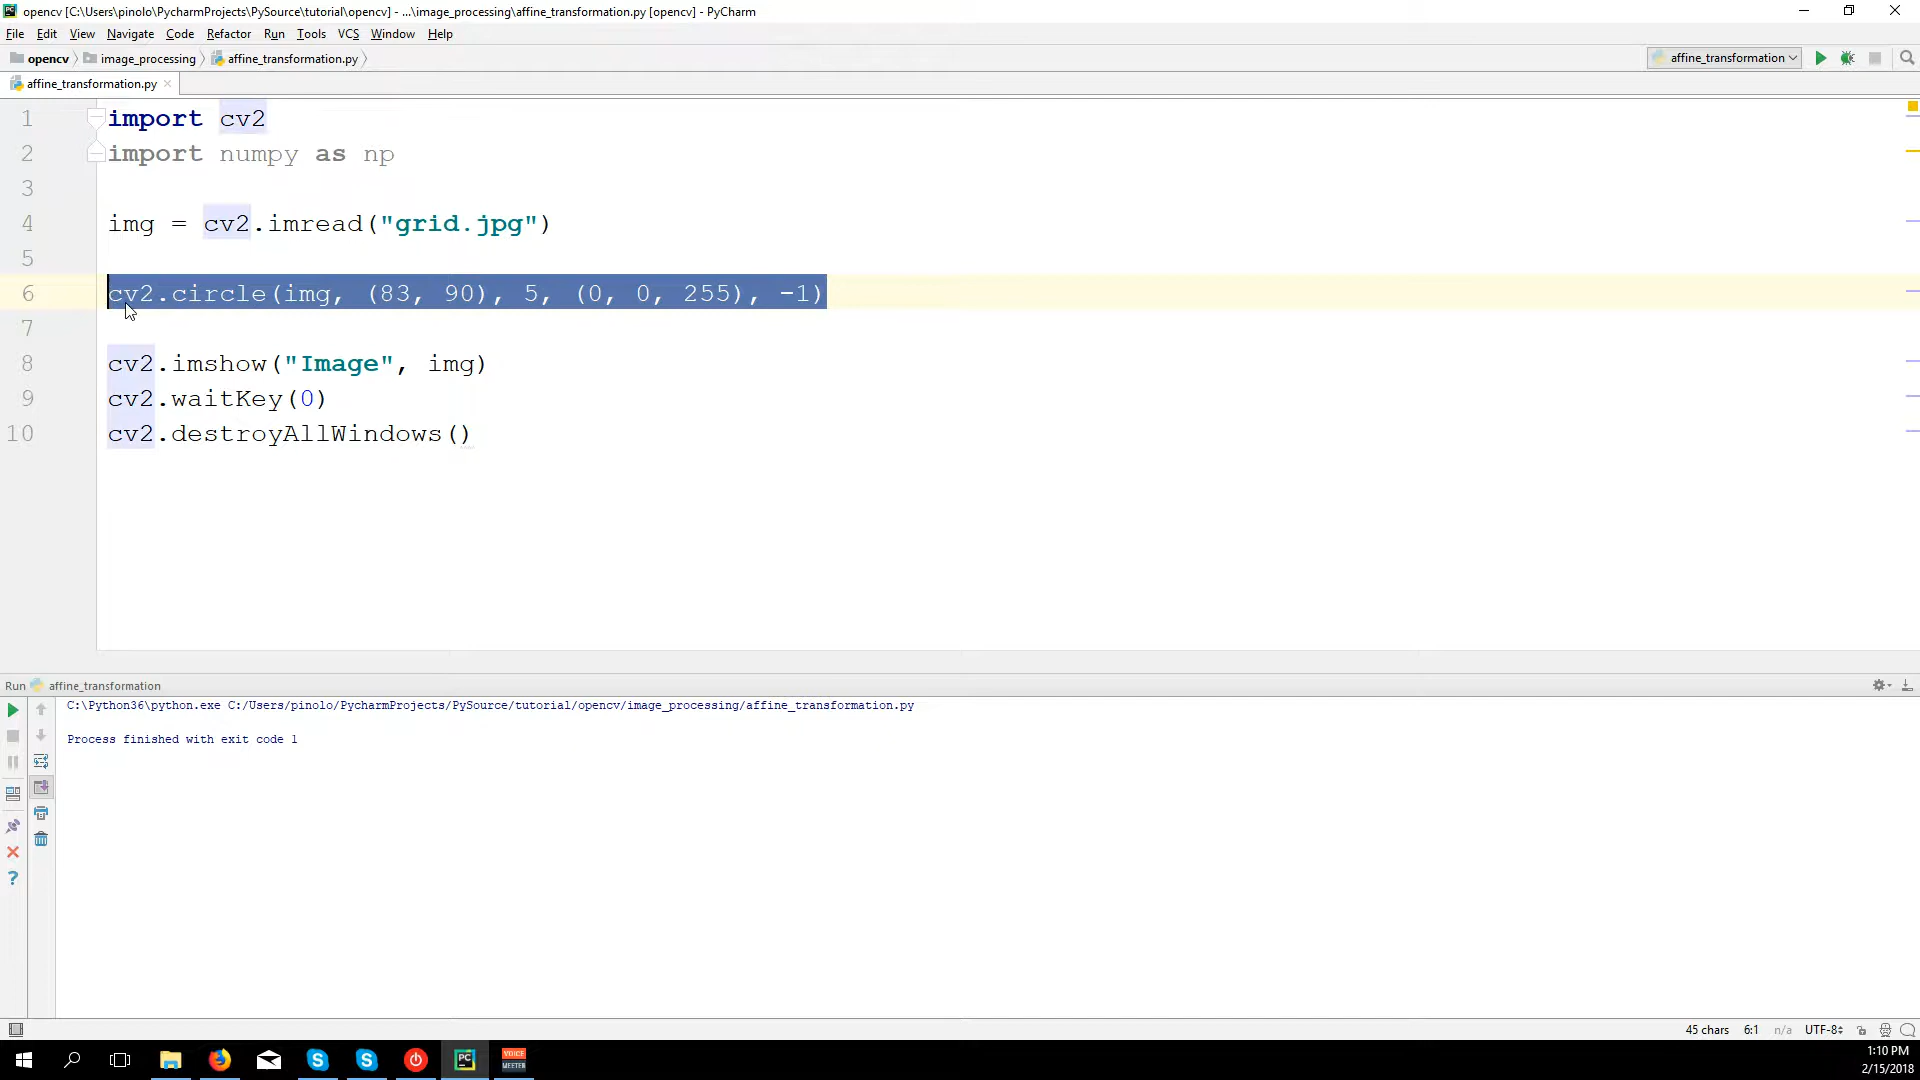 opencv [C:\Users\pinolo\PycharmProjects\PySource\tutorial\opencv] - ...\image_processing\affine_transformation.py [opencv] - PyCharm
File Edit View Navigate Code Refactor Run Tools VCS Window Help
opencv image_processing affine_transformation.py affine_transformation
affine_transformation.py
1 import cv2
2 import numpy as np
3
4 img = cv2.imread("grid.jpg")
5
6 cv2.circle(img, (83, 90), 5, (0, 0, 255), -1)
7
8 cv2.imshow("Image", img)
9 cv2.waitKey(0)
10 cv2.destroyAllWindows()
Run affine_transformation
C:\Python36\python.exe C:/Users/pinolo/PycharmProjects/PySource/tutorial/opencv/image_processing/affine_transformation.py
Process finished with exit code 1
45 chars 6:1 n/a UTF-8
PC VOICE MEETER
1:10 PM
2/15/2018